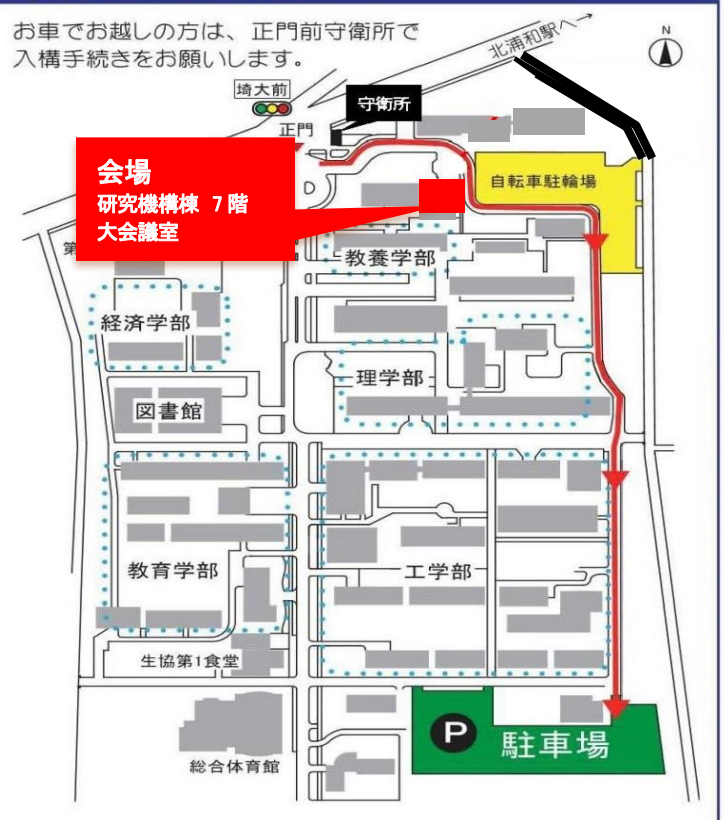 お車でお越しの方は、正門前守衛所で
入構手続きをお願いします。
北浦和駅へ
N
埼大前
守衛所
正門
会場
研究機構棟 7階
大会議室
自転車駐輪場
第
教養学部
経済学部
理学部
図書館
教育学部
工学部
生協第1食堂
P
駐車場
総合体育館